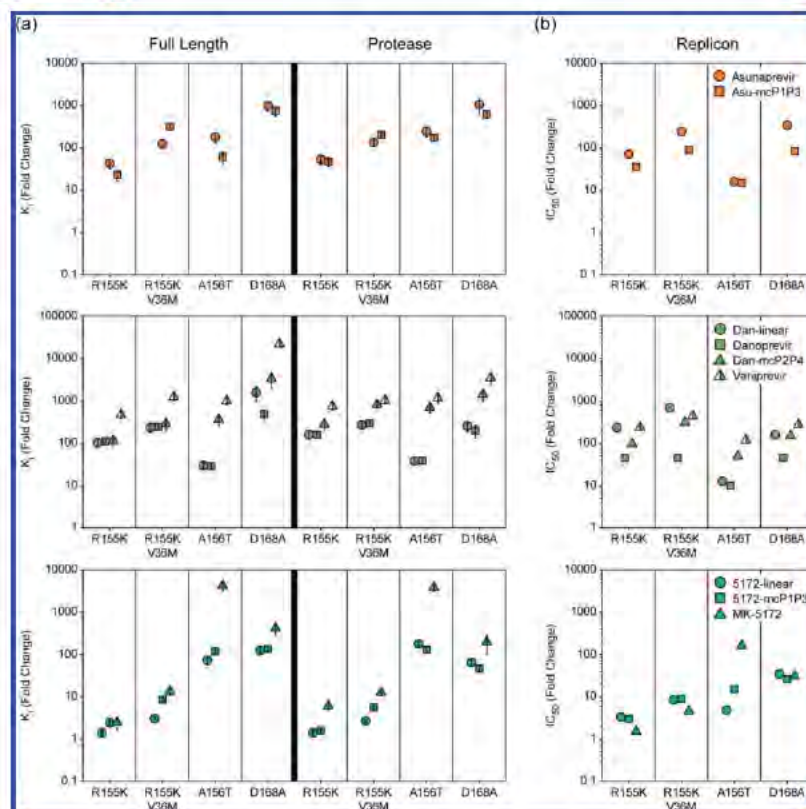 (a)
Full Length
Protease
(b)
Replicon
Asunaprevir
Asu-mcP1P3
Ki (Fold Change)
10000
1000
100
10
1
0.1
R155K
R155K
V36M
A156T
D168A
R155K
R155K
V36M
A156T
D168A
IC50 (Fold Change)
10000
1000
100
10
1
0.1
R155K
R155K
V36M
A156T
D168A
Dan-linear
Danoprevir
Dan-mcP2P4
Vaniprevir
Ki (Fold Change)
100000
10000
1000
100
10
1
R155K
R155K
V36M
A156T
D168A
R155K
R155K
V36M
A156T
D168A
IC50 (Fold Change)
100000
10000
1000
100
10
1
R155K
R155K
V36M
A156T
D168A
5172-linear
5172-mcP1P3
MK-5172
Ki (Fold Change)
10000
1000
100
10
1
0.1
R155K
R155K
V36M
A156T
D168A
R155K
R155K
V36M
A156T
D168A
IC50 (Fold Change)
10000
1000
100
10
1
0.1
R155K
R155K
V36M
A156T
D168A